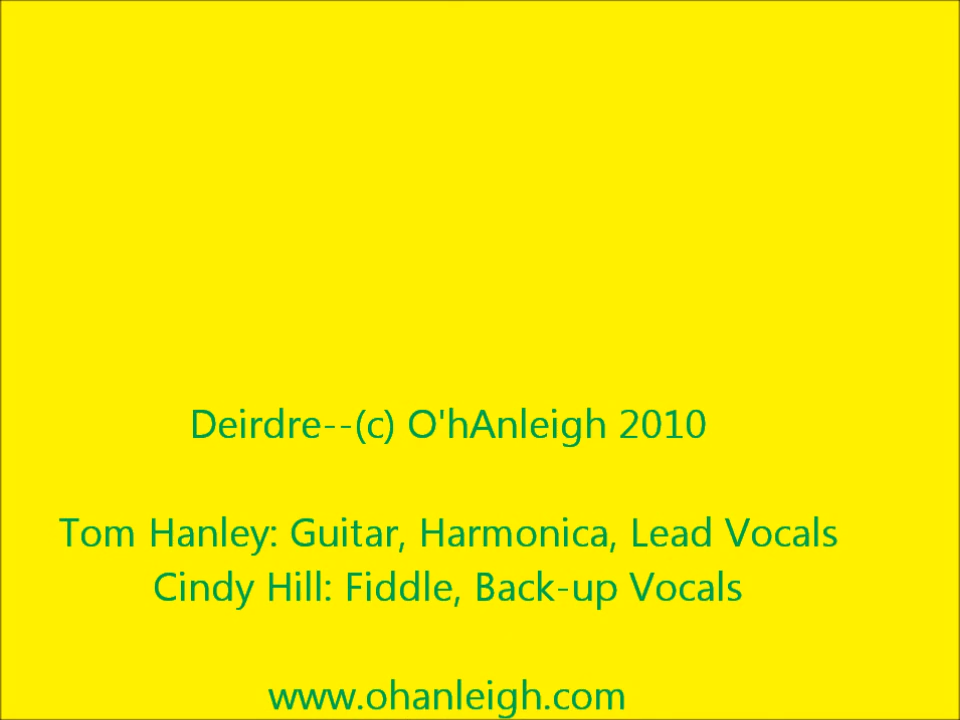 Deirdre--(c) O'hAnleigh 2010
Tom Hanley: Guitar, Harmonica, Lead Vocals
Cindy Hill: Fiddle, Back-up Vocals
www.ohanleigh.com